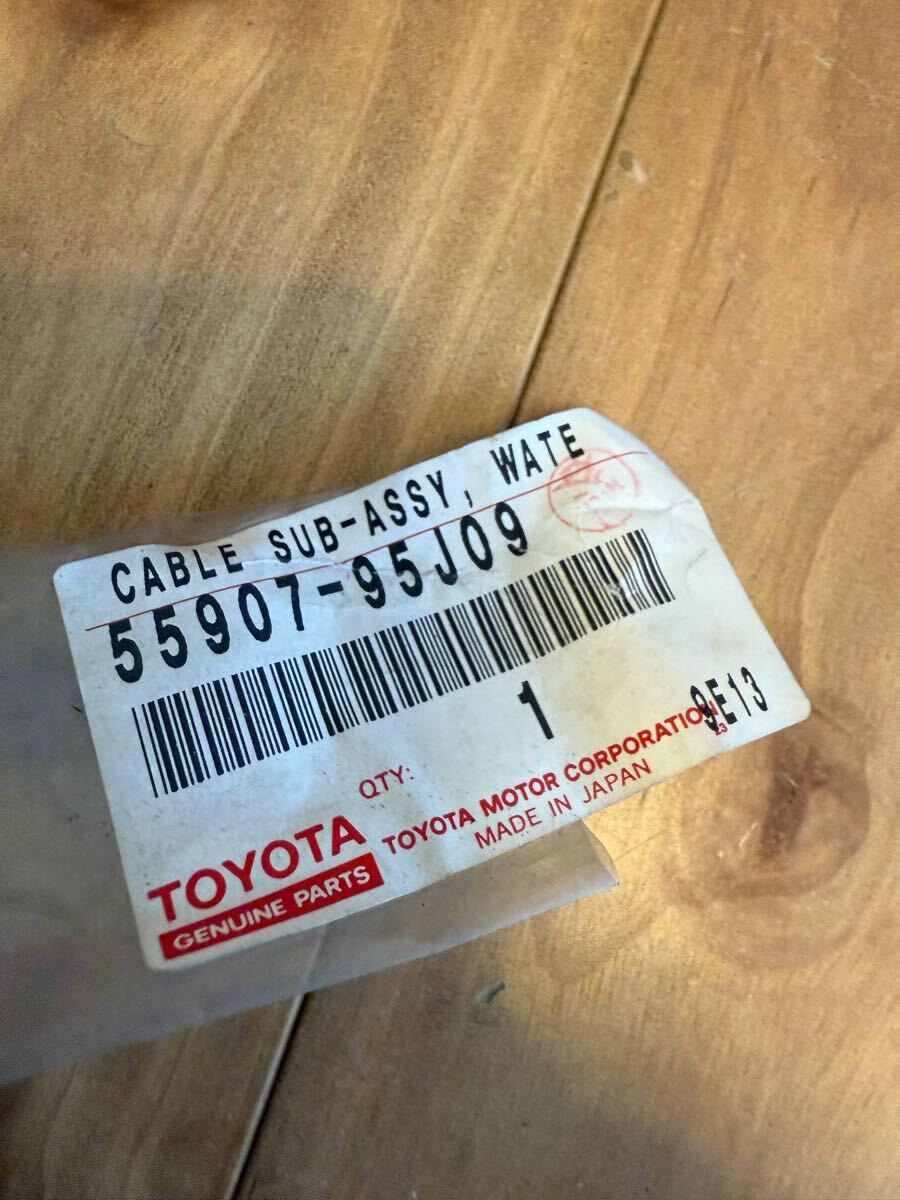 CABLE SUB-ASSY, WATE
55907-95J09
1
9E13
QTY:
TOYOTA MOTOR CORPORATION
MADE IN JAPAN
TOYOTA
GENUINE PARTS